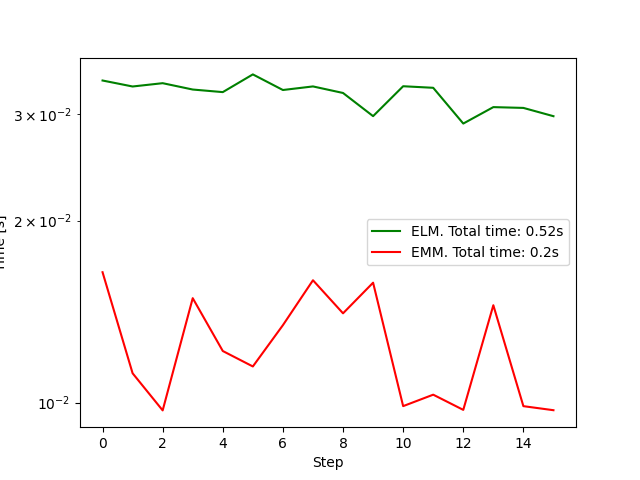 3 × 10⁻²
2 × 10⁻²
10⁻²
Time [s]
ELM. Total time: 0.52s
EMM. Total time: 0.2s
0 2 4 6 8 10 12 14
Step